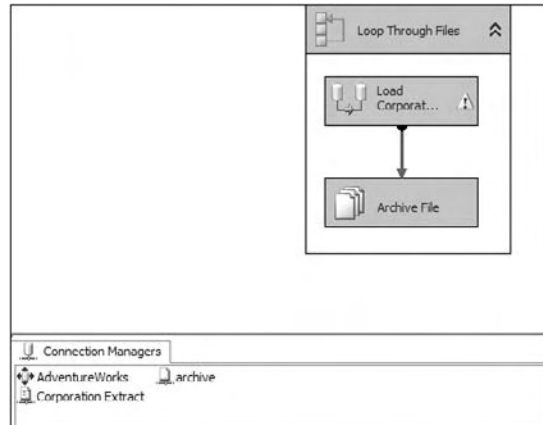 Loop Through Files
Load
Corporat...
Archive File
Connection Managers
AdventureWorks
archive
Corporation Extract